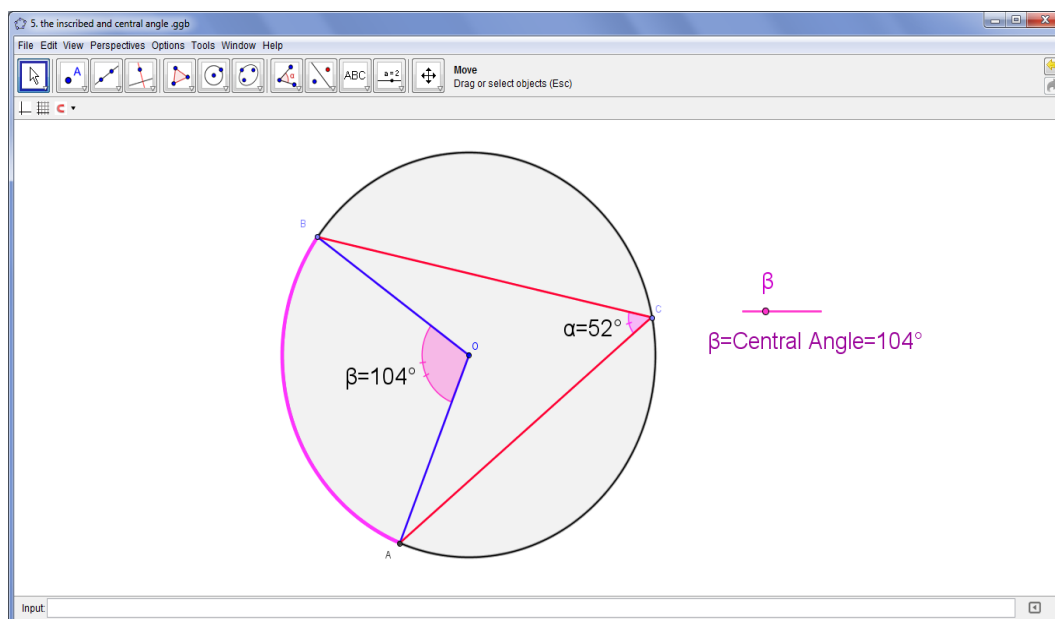 5. the inscribed and central angle .ggb
File Edit View Perspectives Options Tools Window Help
A
α
ABC
a=2
Move
Drag or select objects (Esc)
B
β
C
α=52°
β=Central Angle=104°
O
β=104°
A
Input: